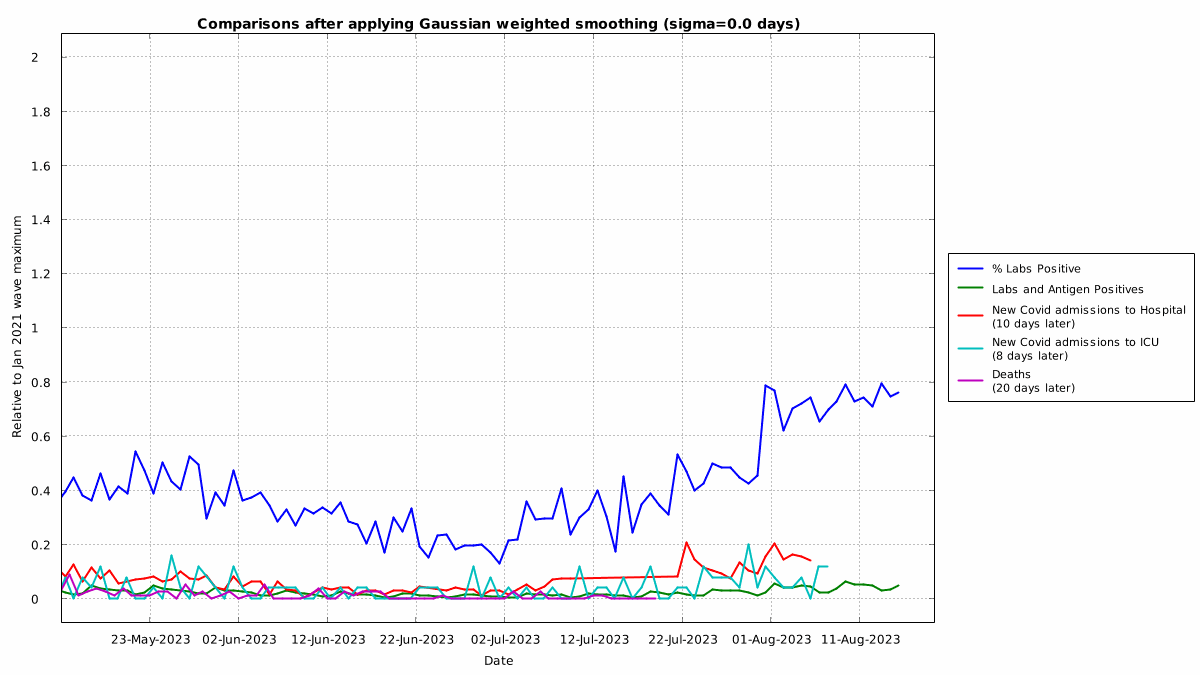 Comparisons after applying Gaussian weighted smoothing (sigma=0.0 days)
Relative to Jan 2021 wave maximum
2
1.8
1.6
1.4
1.2
1
0.8
0.6
0.4
0.2
0
23-May-2023 02-Jun-2023 12-Jun-2023 22-Jun-2023 02-Jul-2023 12-Jul-2023 22-Jul-2023 01-Aug-2023 11-Aug-2023
Date
% Labs Positive
Labs and Antigen Positives
New Covid admissions to Hospital
(10 days later)
New Covid admissions to ICU
(8 days later)
Deaths
(20 days later)